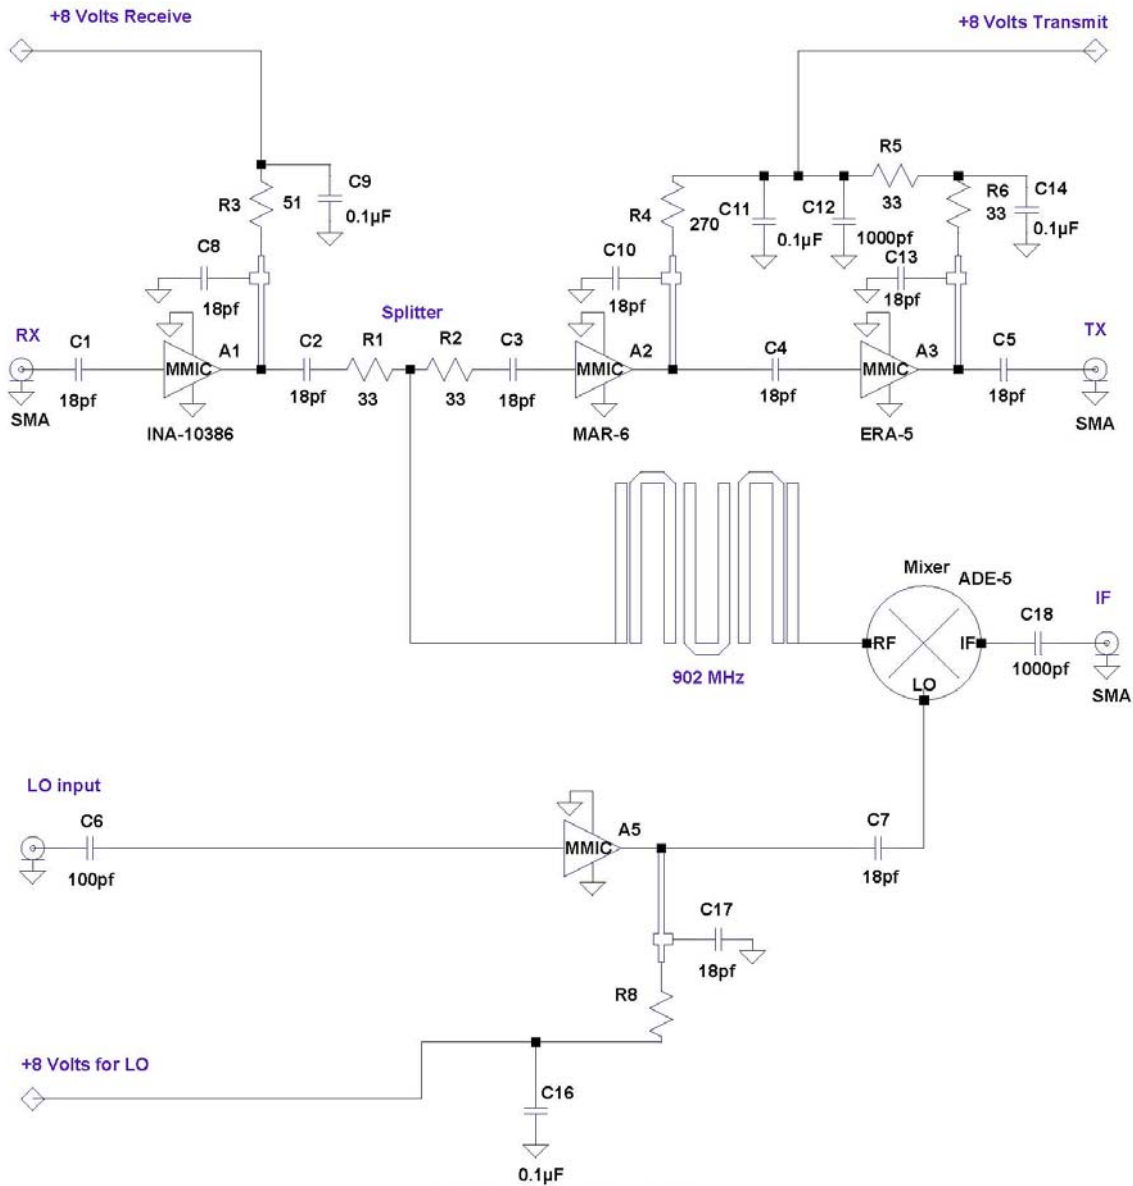 +8 Volts Receive
+8 Volts Transmit
R3
51
C9
0.1µF
C8
18pf
R4
270
C11
0.1µF
C12
1000pf
R5
33
R6
33
C14
0.1µF
C10
18pf
C13
18pf
RX
SMA
C1
18pf
MMIC
A1
INA-10386
C2
18pf
R1
33
Splitter
R2
33
C3
18pf
MMIC
A2
MAR-6
C4
18pf
MMIC
A3
ERA-5
C5
18pf
TX
SMA
902 MHz
Mixer
ADE-5
RF
IF
LO
C18
1000pf
IF
SMA
LO input
C6
100pf
MMIC
A5
C7
18pf
C17
18pf
R8
+8 Volts for LO
C16
0.1µF